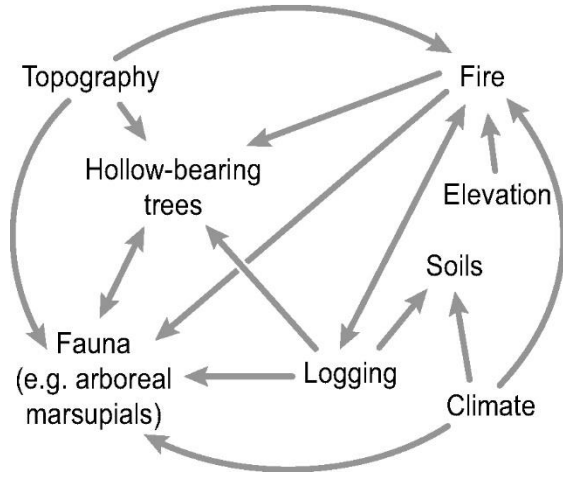 Topography
Fire
Hollow-bearing
trees
Elevation
Soils
Fauna
(e.g. arboreal
marsupials)
Logging
Climate